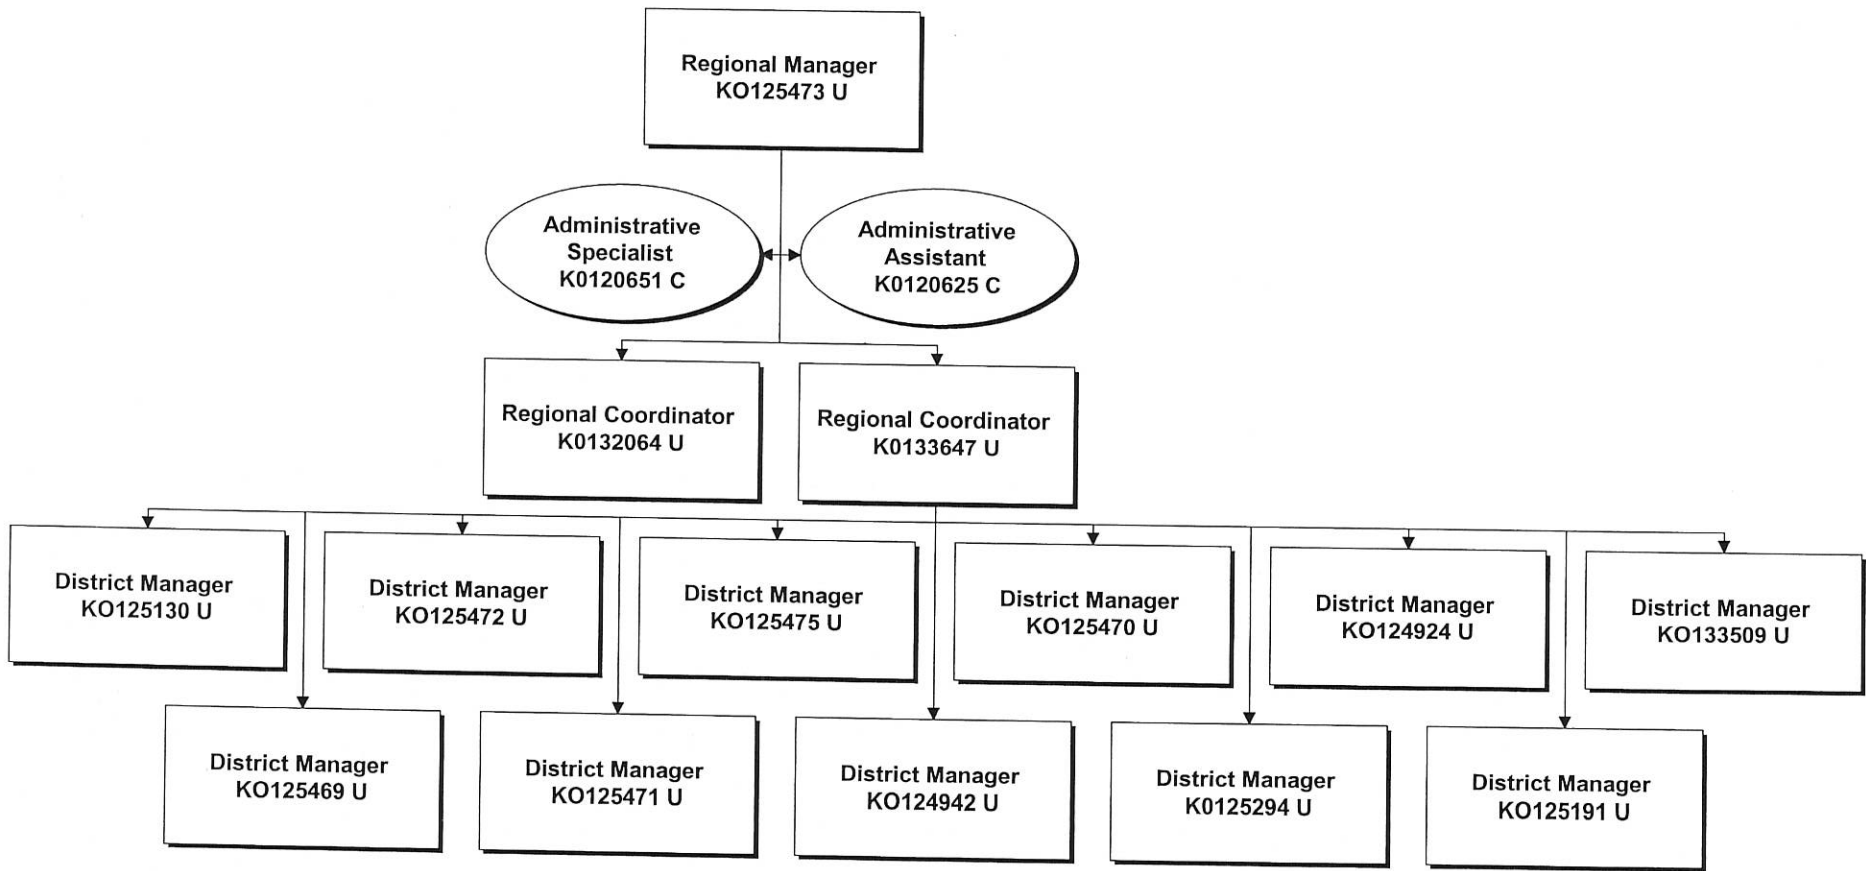 Regional Manager
KO125473 U
Administrative
Specialist
K0120651 C
Administrative
Assistant
K0120625 C
Regional Coordinator
K0132064 U
Regional Coordinator
K0133647 U
District Manager
KO125130 U
District Manager
KO125472 U
District Manager
KO125475 U
District Manager
KO125470 U
District Manager
KO124924 U
District Manager
KO133509 U
District Manager
KO125469 U
District Manager
KO125471 U
District Manager
KO124942 U
District Manager
K0125294 U
District Manager
KO125191 U